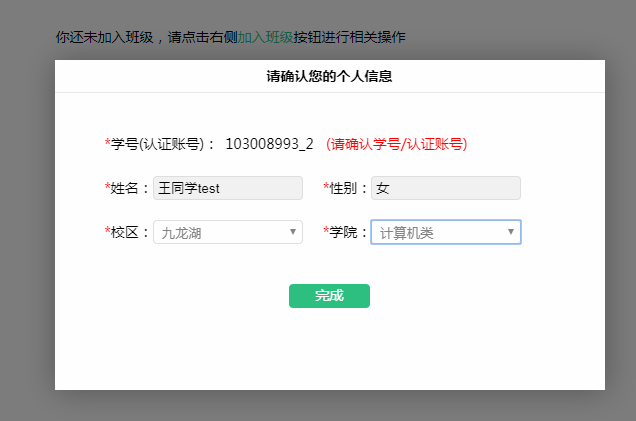 你还未加入班级，请点击右侧加入班级按钮进行相关操作
请确认您的个人信息
*学号(认证账号)： 103008993_2 (请确认学号/认证账号)
*姓名： 王同学test *性别： 女
*校区： 九龙湖 *学院： 计算机类
完成